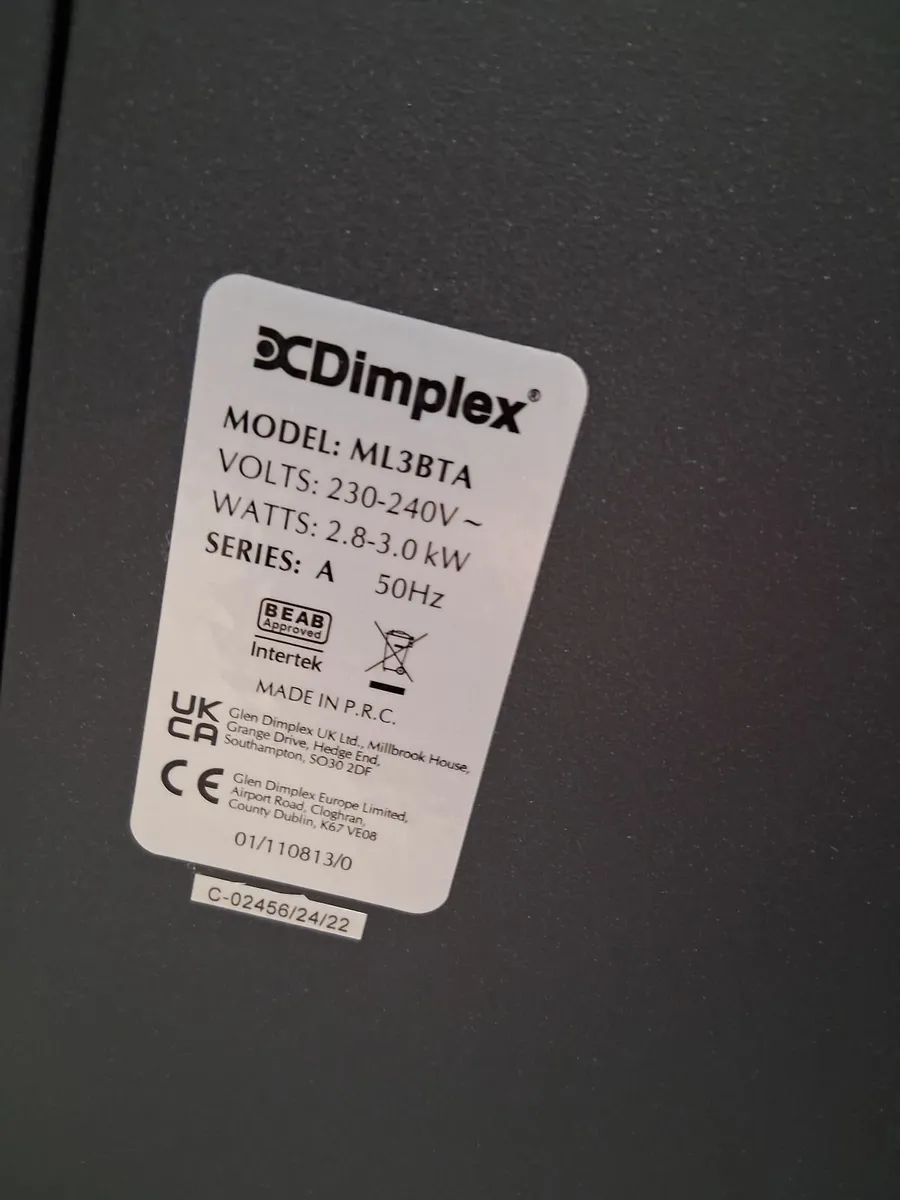 Dimplex®
MODEL: ML3BTA
VOLTS: 230-240V ~
WATTS: 2.8-3.0 kW
SERIES: A 50Hz
BEAB
Approved
Intertek
MADE IN P.R.C.
UK
CA
Glen Dimplex UK Ltd., Millbrook House,
Grange Drive, Hedge End,
Southampton, SO30 2DF
CE
Glen Dimplex Europe Limited,
Airport Road, Cloghran,
County Dublin, K67 VE08
01/110813/0
C-02456/24/22